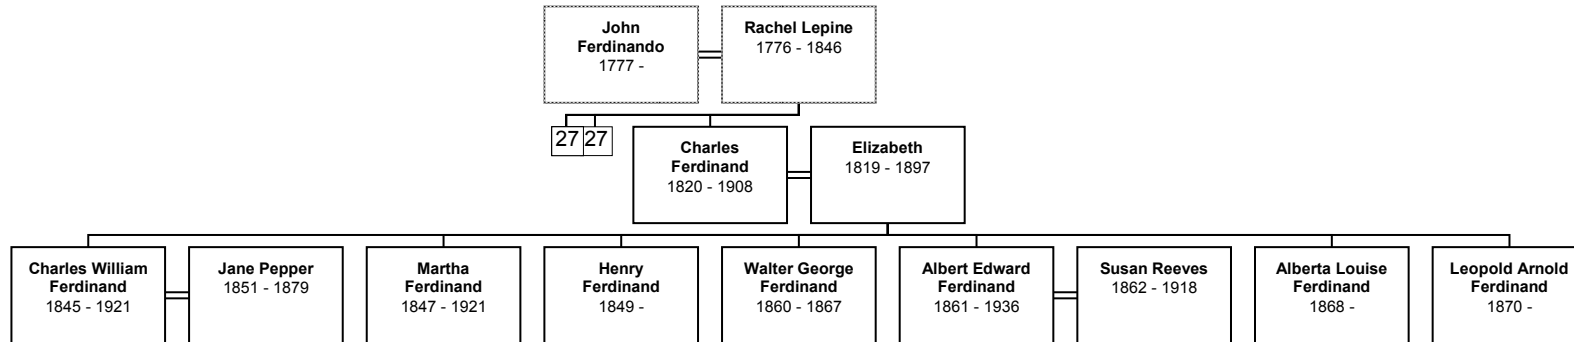 John
Ferdinando
1777 -
Rachel Lepine
1776 - 1846
27
27
Charles
Ferdinand
1820 - 1908
Elizabeth
1819 - 1897
Charles William
Ferdinand
1845 - 1921
Jane Pepper
1851 - 1879
Martha
Ferdinand
1847 - 1921
Henry
Ferdinand
1849 -
Walter George
Ferdinand
1860 - 1867
Albert Edward
Ferdinand
1861 - 1936
Susan Reeves
1862 - 1918
Alberta Louise
Ferdinand
1868 -
Leopold Arnold
Ferdinand
1870 -